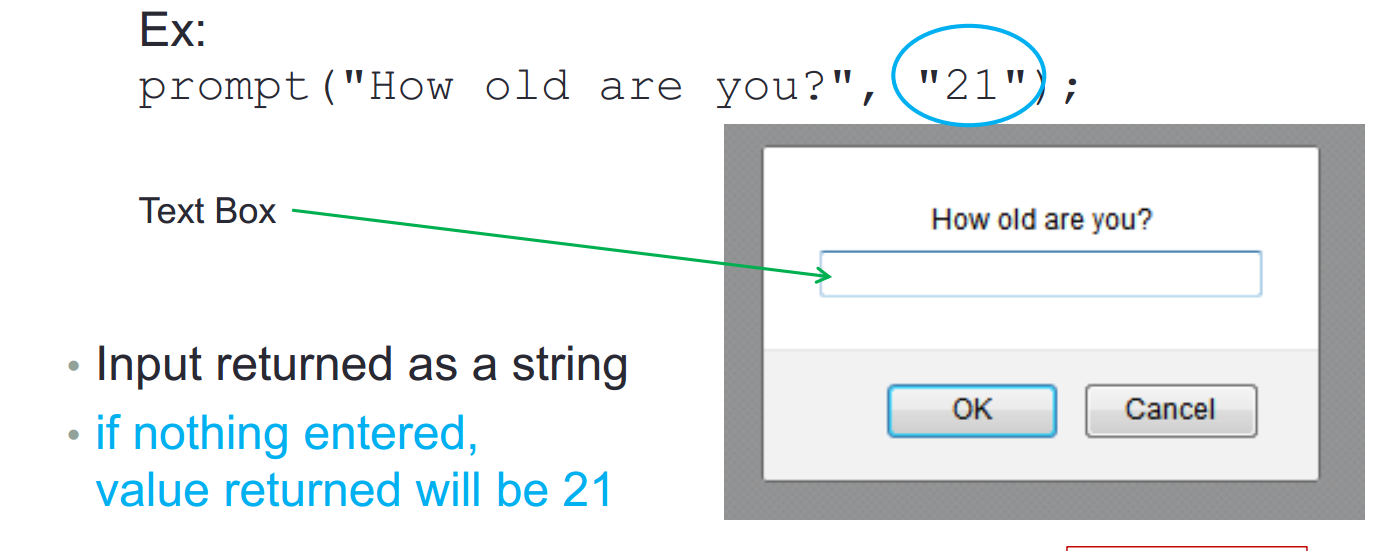 Ex:
prompt("How old are you?", "21");
Text Box
How old are you?
• Input returned as a string
OK Cancel
• if nothing entered,
value returned will be 21